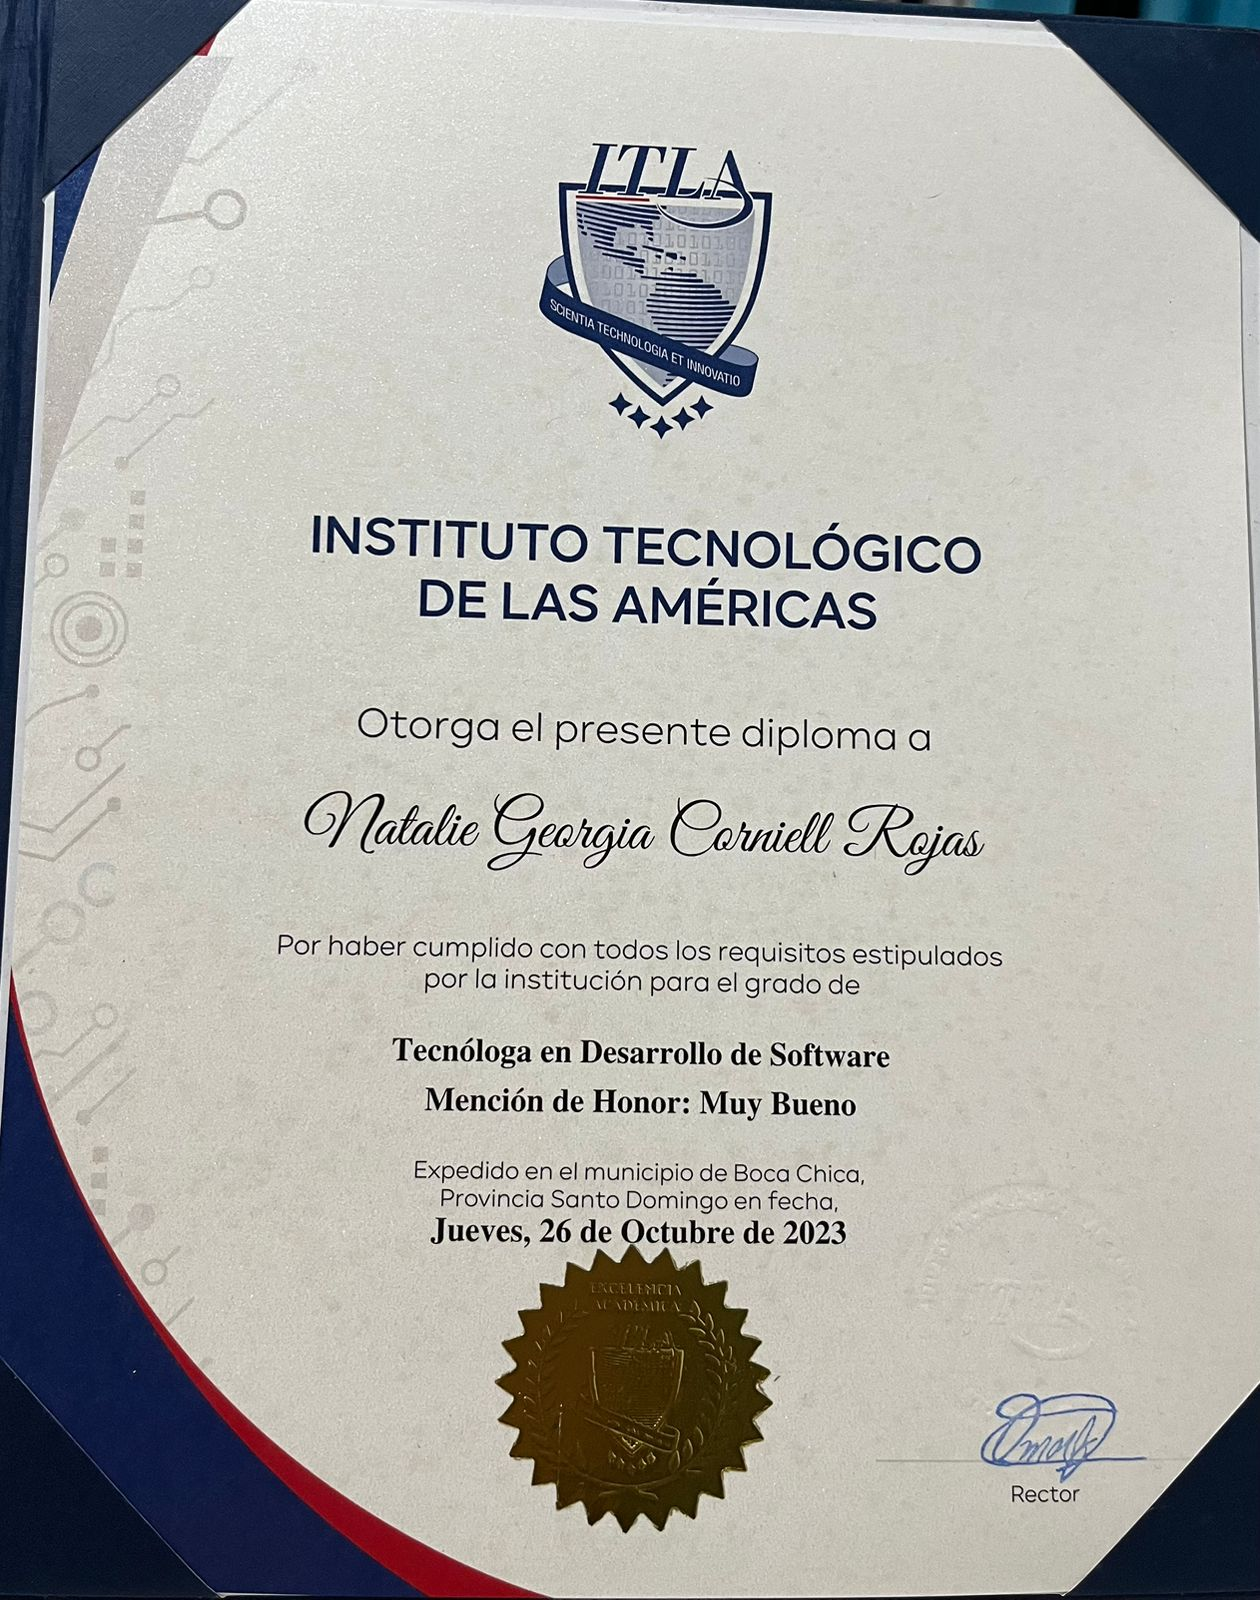 ITLA
SCIENTIA TECHNOLOGIA ET INNOVATIO
INSTITUTO TECNOLÓGICO
DE LAS AMÉRICAS
Otorga el presente diploma a
Natalie Georgia Corniell Rojas
Por haber cumplido con todos los requisitos estipulados
por la institución para el grado de
Tecnóloga en Desarrollo de Software
Mención de Honor: Muy Bueno
Expedido en el municipio de Boca Chica,
Provincia Santo Domingo en fecha,
Jueves, 26 de Octubre de 2023
EXCELENCIA
ACADÉMICA
ITLA
Rector